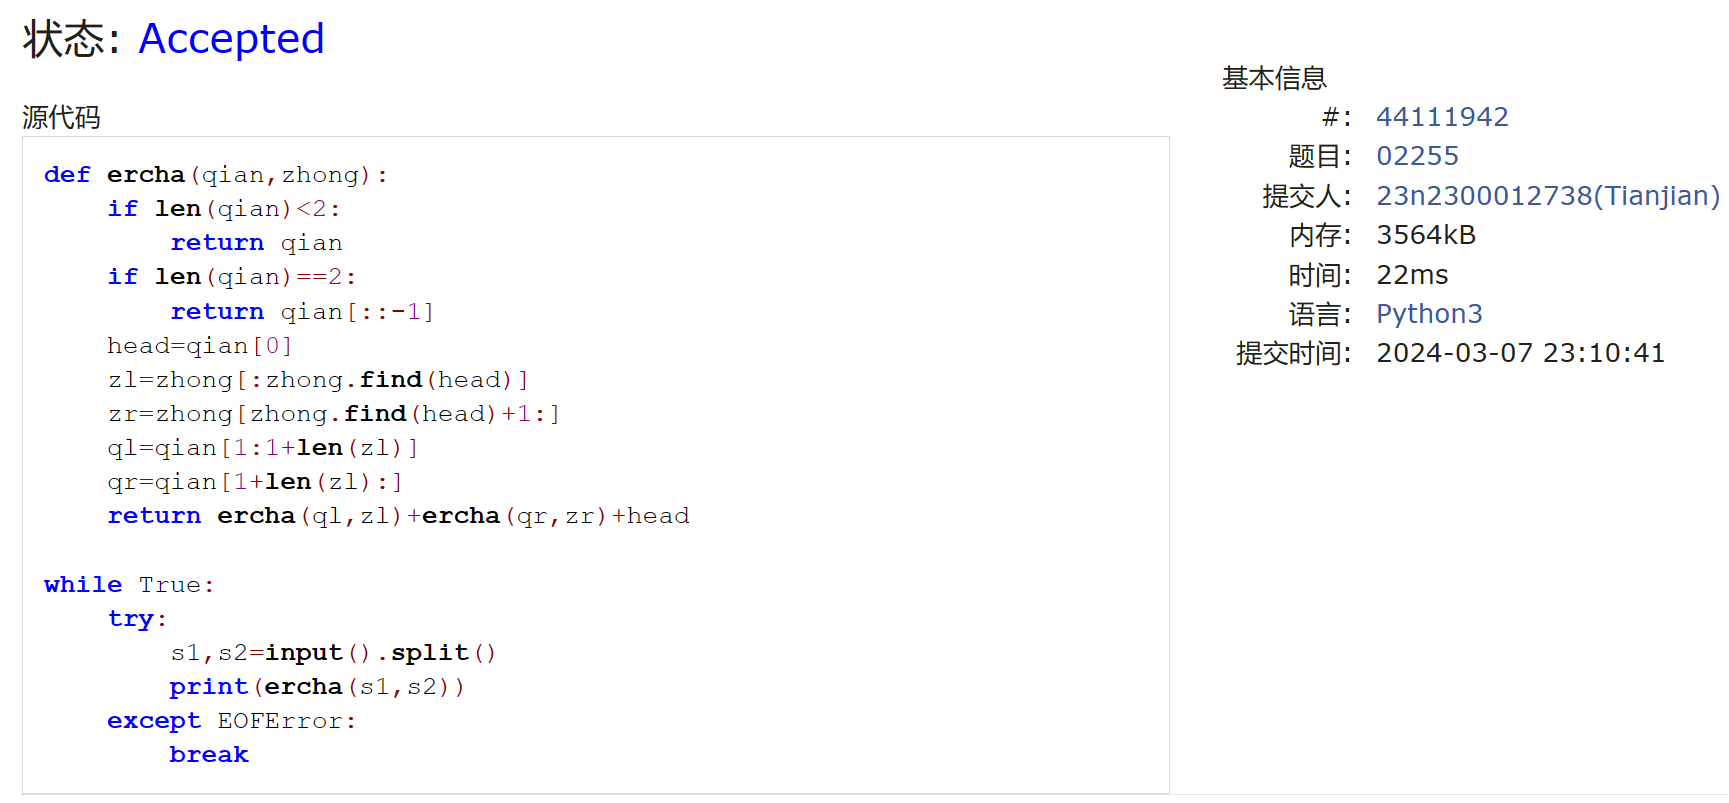 状态: Accepted
源代码
def ercha(qian,zhong):
    if len(qian)<2:
        return qian
    if len(qian)==2:
        return qian[::-1]
    head=qian[0]
    zl=zhong[:zhong.find(head)]
    zr=zhong[zhong.find(head)+1:]
    ql=qian[1:1+len(zl)]
    qr=qian[1+len(zl):]
    return ercha(ql,zl)+ercha(qr,zr)+head
while True:
    try:
        s1,s2=input().split()
        print(ercha(s1,s2))
    except EOFError:
        break
基本信息
#: 44111942
题目: 02255
提交人: 23n2300012738(Tianjian)
内存: 3564kB
时间: 22ms
语言: Python3
提交时间: 2024-03-07 23:10:41